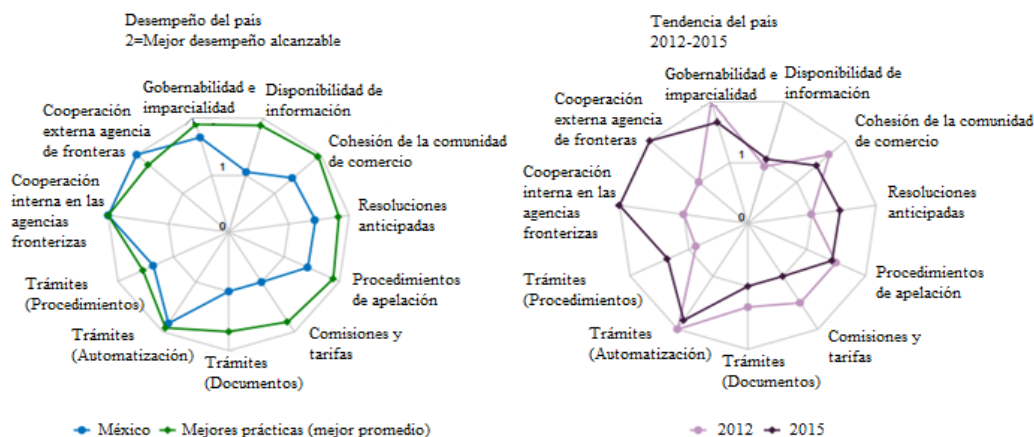 Desempeño del pais
2=Mejor desempeño alcanzable
Gobernabilidad e
imparcialidad
Disponibilidad de
información
Cohesión de la comunidad
de comercio
Resoluciones
anticipadas
Procedimientos
de apelación
Comisiones y
tarifas
Trámites
(Documentos)
Trámites
(Automatización)
Trámites
(Procedimientos)
Cooperación
interna en las
agencias
fronterizas
Cooperación
externa agencia
de fronteras
1
0
México
Mejores prácticas (mejor promedio)
Tendencia del pais
2012-2015
Gobernabilidad e
imparcialidad
Disponibilidad de
información
Cohesión de la comunidad
de comercio
Resoluciones
anticipadas
Procedimientos
de apelación
Comisiones y
tarifas
Trámites
(Documentos)
Trámites
(Automatización)
Trámites
(Procedimientos)
Cooperación
interna en las
agencias
fronterizas
Cooperación
externa agencia
de fronteras
1
0
2012
2015